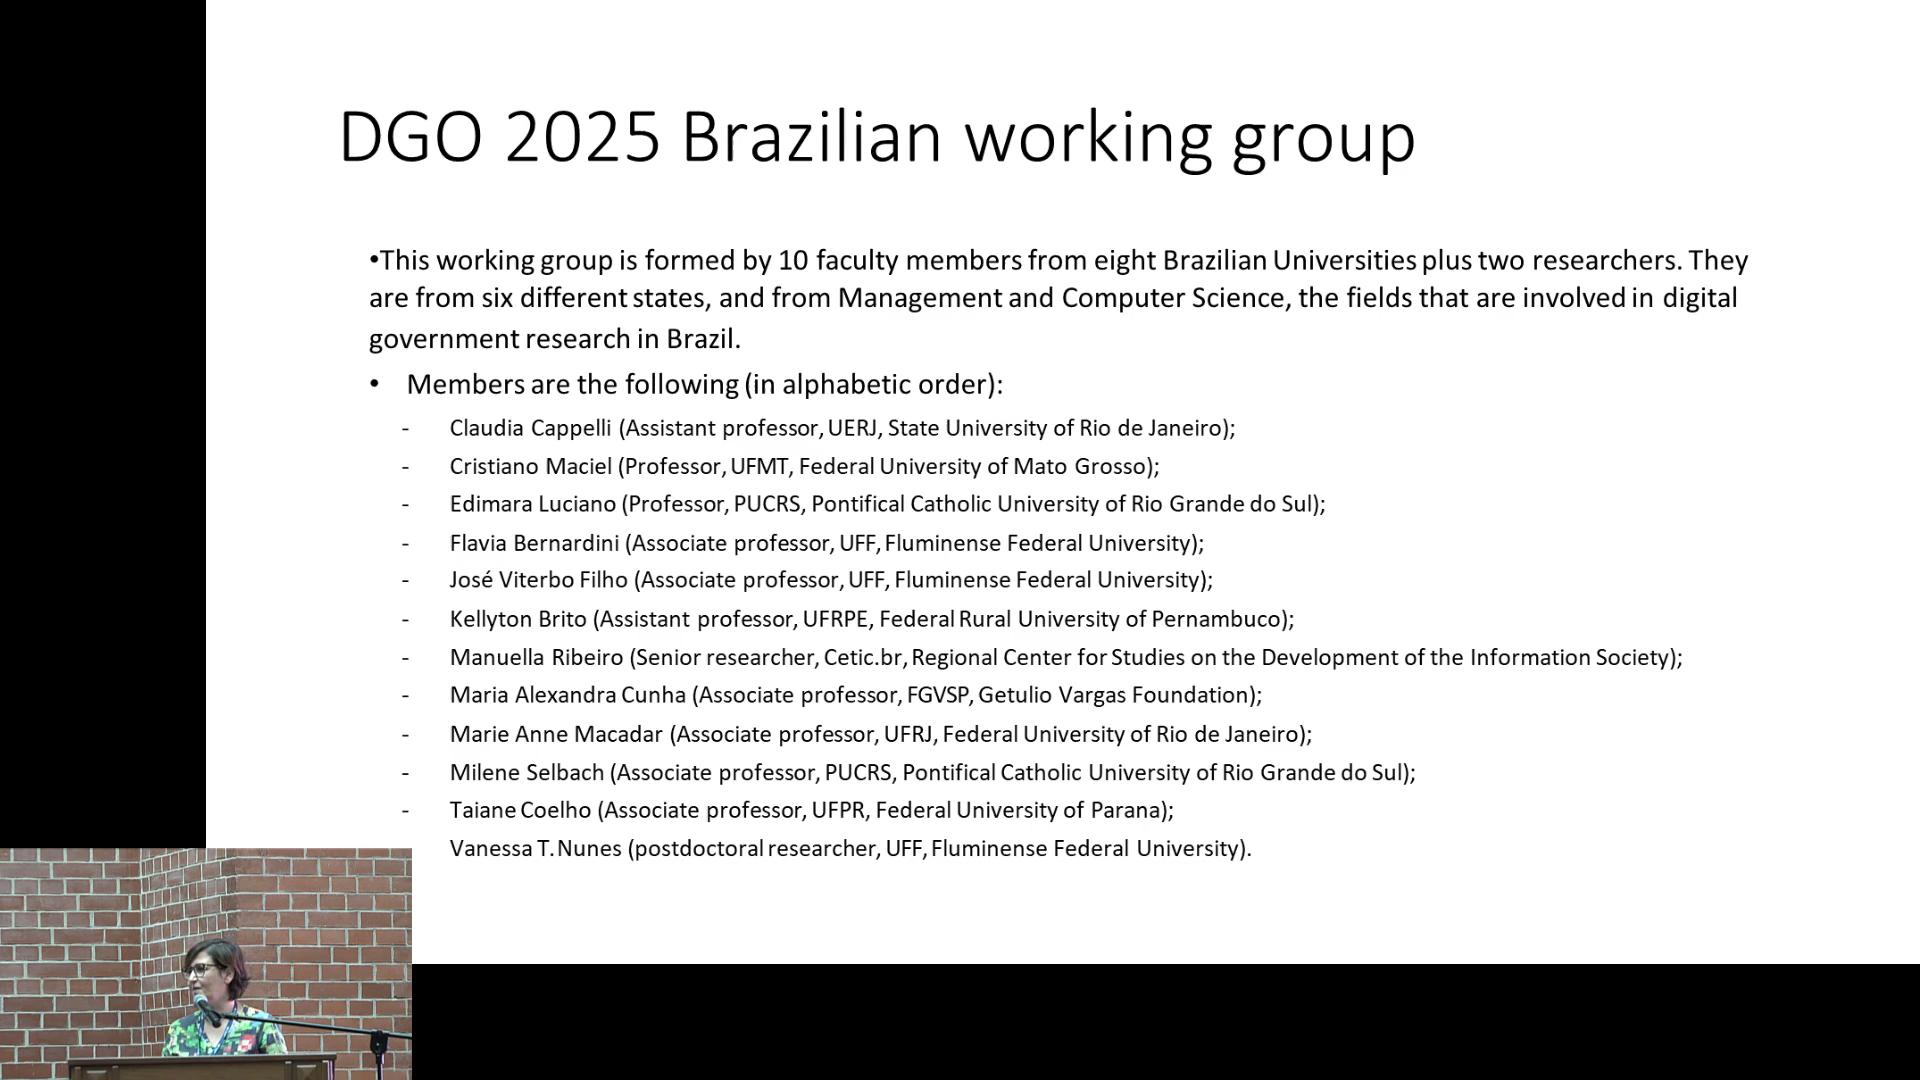 DGO 2025 Brazilian working group
•This working group is formed by 10 faculty members from eight Brazilian Universities plus two researchers. They
are from six different states, and from Management and Computer Science, the fields that are involved in digital
government research in Brazil.
• Members are the following (in alphabetic order):
- Claudia Cappelli (Assistant professor, UERJ, State University of Rio de Janeiro);
- Cristiano Maciel (Professor, UFMT, Federal University of Mato Grosso);
- Edimara Luciano (Professor, PUCRS, Pontifical Catholic University of Rio Grande do Sul);
- Flavia Bernardini (Associate professor, UFF, Fluminense Federal University);
- José Viterbo Filho (Associate professor, UFF, Fluminense Federal University);
- Kellyton Brito (Assistant professor, UFRPE, Federal Rural University of Pernambuco);
- Manuella Ribeiro (Senior researcher, Cetic.br, Regional Center for Studies on the Development of the Information Society);
- Maria Alexandra Cunha (Associate professor, FGVSP, Getulio Vargas Foundation);
- Marie Anne Macadar (Associate professor, UFRJ, Federal University of Rio de Janeiro);
- Milene Selbach (Associate professor, PUCRS, Pontifical Catholic University of Rio Grande do Sul);
- Taiane Coelho (Associate professor, UFPR, Federal University of Parana);
Vanessa T. Nunes (postdoctoral researcher, UFF, Fluminense Federal University).